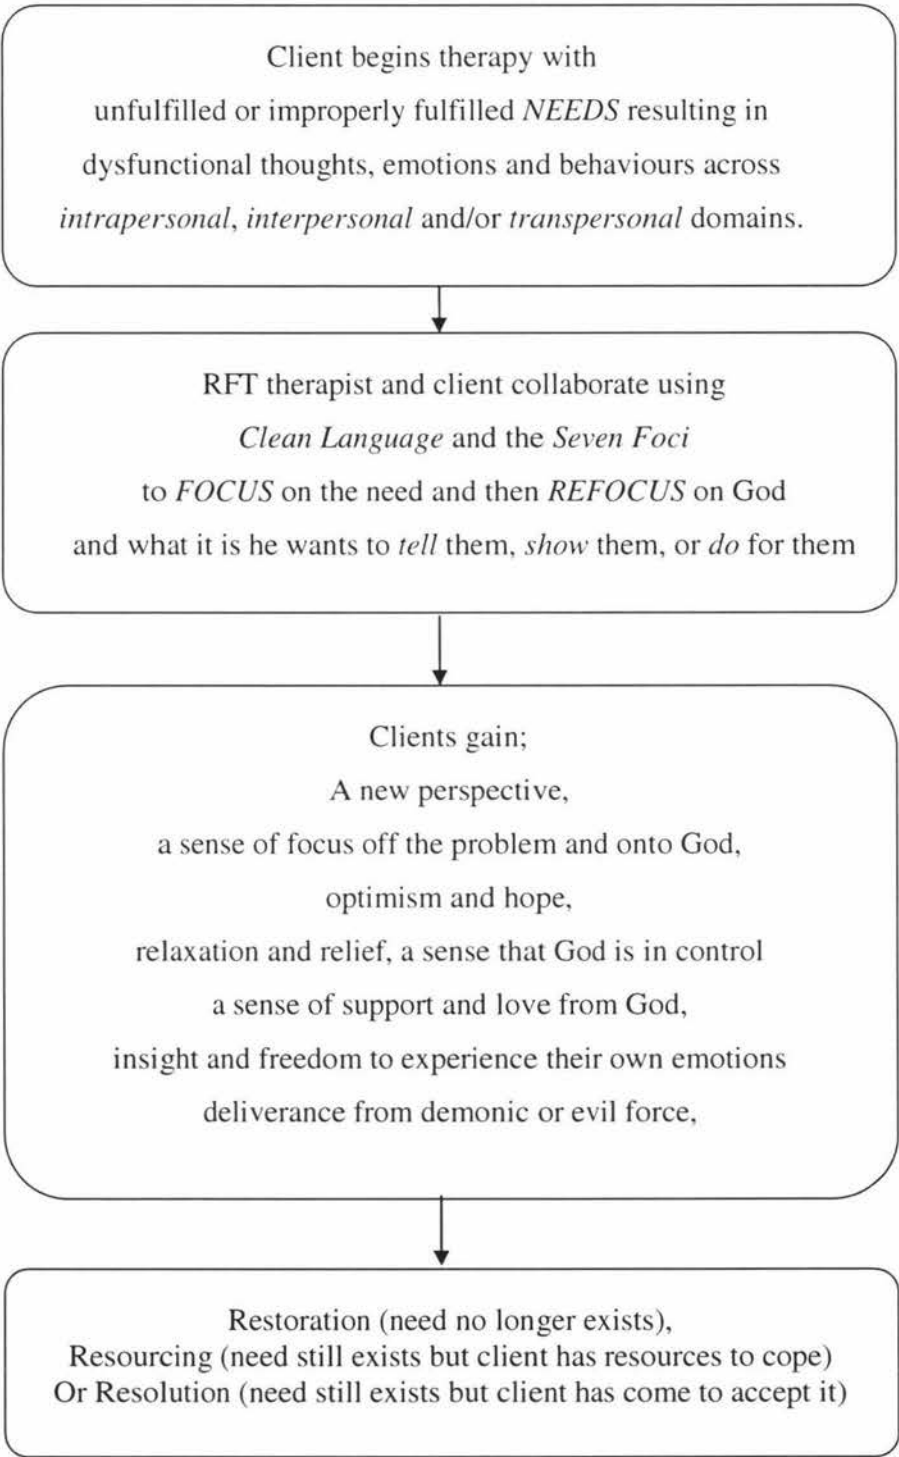 Client begins therapy with
unfulfilled or improperly fulfilled NEEDS resulting in
dysfunctional thoughts, emotions and behaviours across
intrapersonal, interpersonal and/or transpersonal domains.
RFT therapist and client collaborate using
Clean Language and the Seven Foci
to FOCUS on the need and then REFOCUS on God
and what it is he wants to tell them, show them, or do for them
Clients gain;
A new perspective,
a sense of focus off the problem and onto God,
optimism and hope,
relaxation and relief, a sense that God is in control
a sense of support and love from God,
insight and freedom to experience their own emotions
deliverance from demonic or evil force,
Restoration (need no longer exists),
Resourcing (need still exists but client has resources to cope)
Or Resolution (need still exists but client has come to accept it)